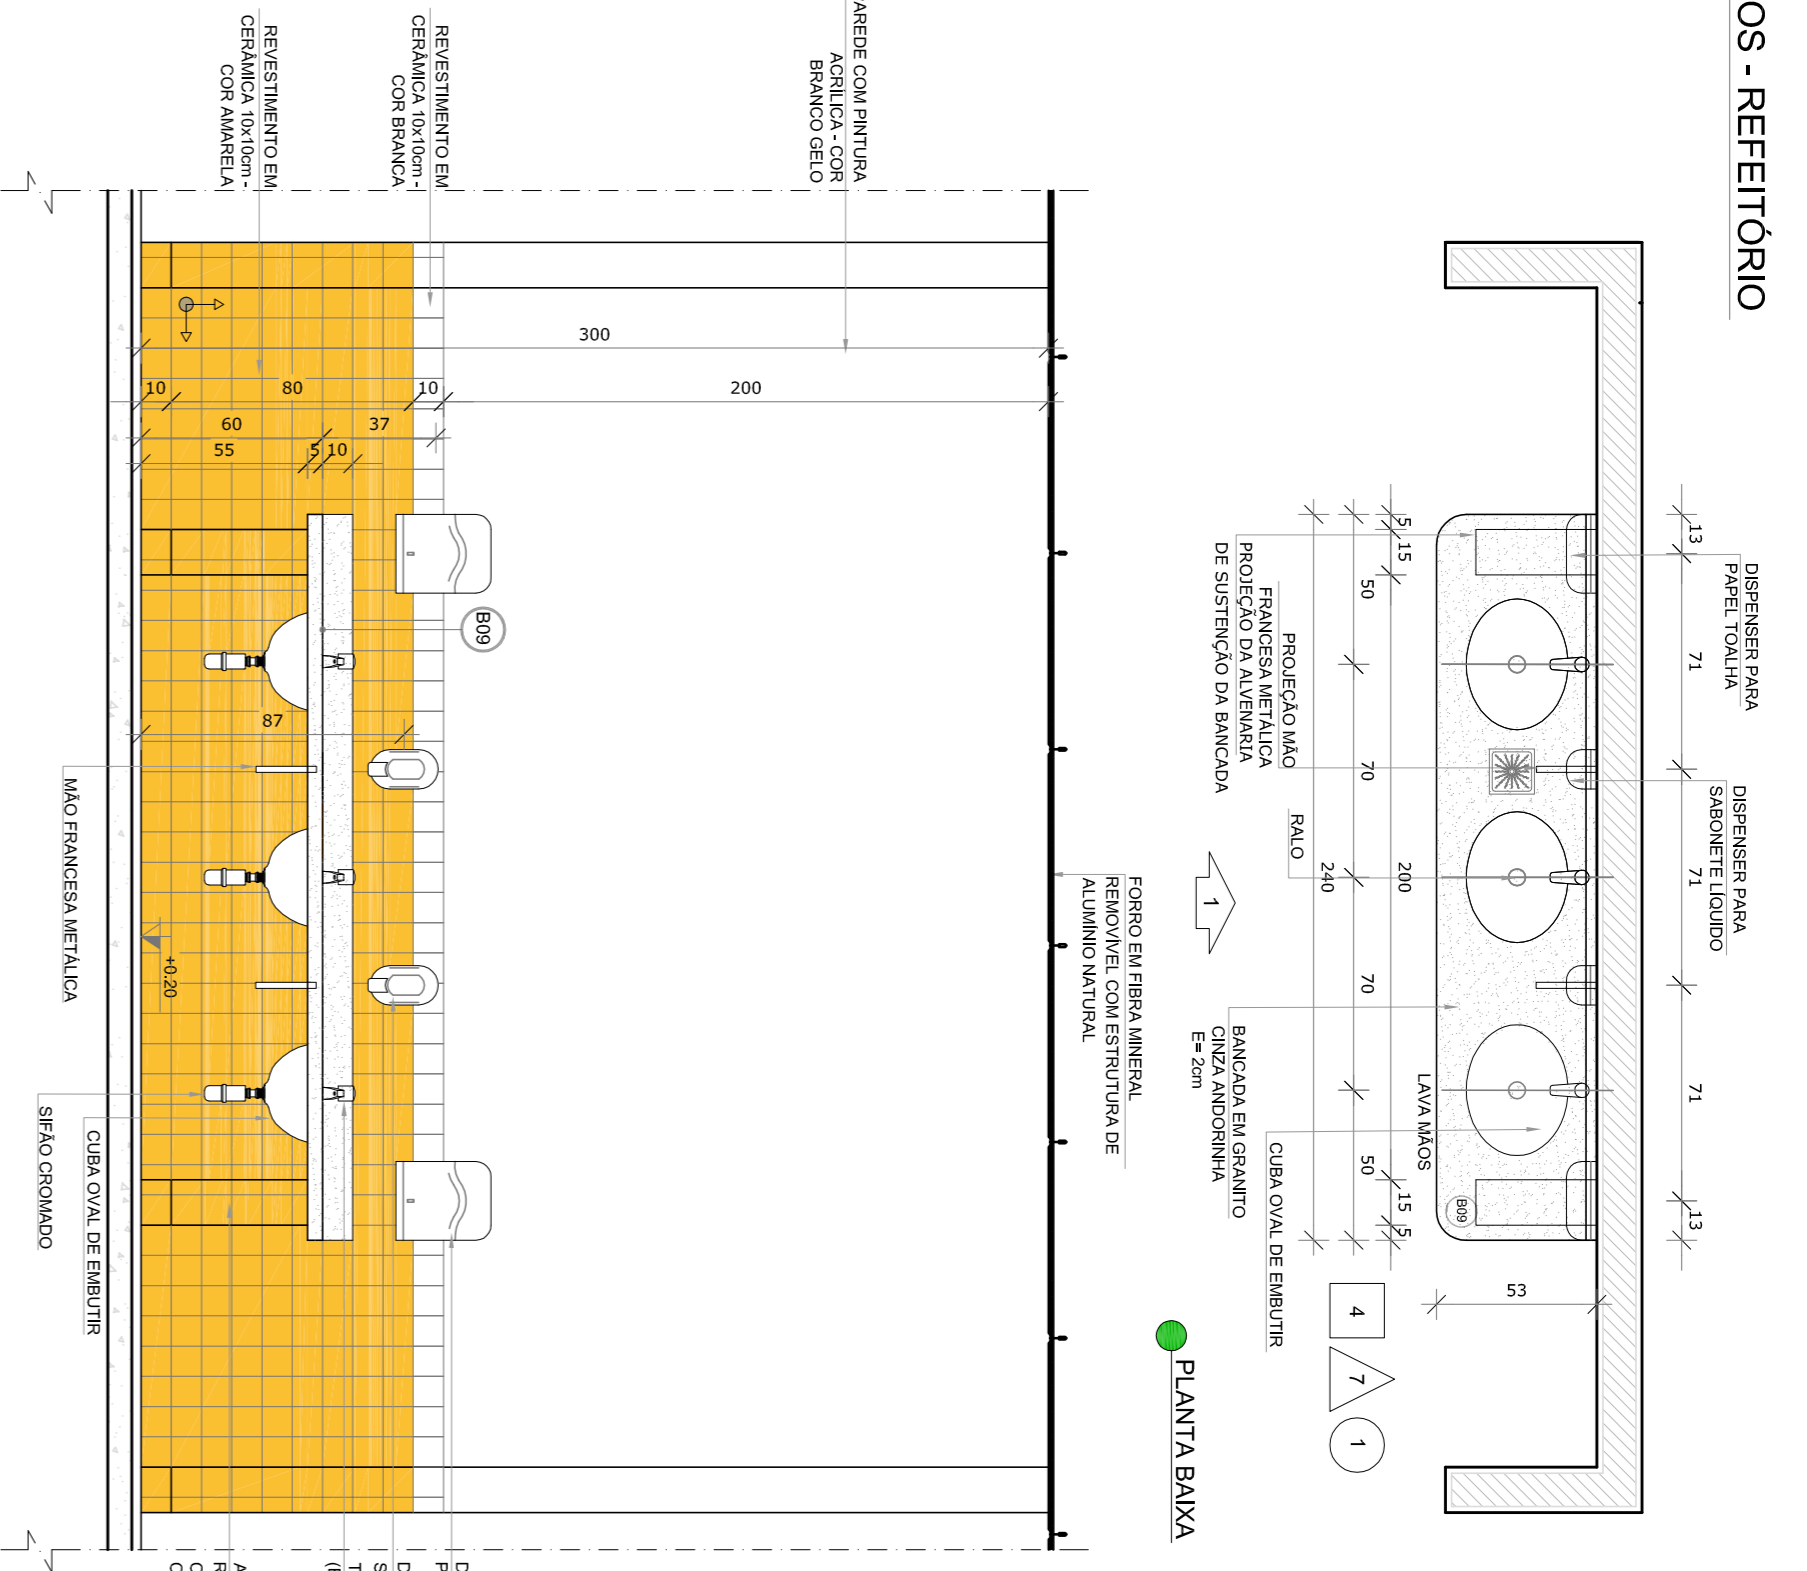 OS - REFEITÓRIO
DISPENSER PARA
PAPEL TOALHA
DISPENSER PARA
SABONETE LÍQUIDO
13
71
71
71
13
53
5
15
200
15
5
50
70
70
50
240
PROJEÇÃO MÃO
FRANCESA METÁLICA
PROJEÇÃO DA ALVENARIA
DE SUSTENÇÃO DA BANCADA
RALO
1
LAVA MÃOS
B09
BANCADA EM GRANITO
CINZA ANDORINHA
E= 2cm
CUBA OVAL DE EMBUTIR
4
7
1
PLANTA BAIXA
FORRO EM FIBRA MINERAL
REMOVÍVEL COM ESTRUTURA DE
ALUMÍNIO NATURAL
AREDE COM PINTURA
ACRÍLICA - COR
BRANCO GELO
REVESTIMENTO EM
CERÂMICA 10x10cm -
COR BRANCA
REVESTIMENTO EM
CERÂMICA 10x10cm -
COR AMARELA
300
10
80
10
200
60
37
55
5
10
B09
87
+0.20
MÃO FRANCESA METÁLICA
CUBA OVAL DE EMBUTIR
SIFÃO CROMADO
D
P
D
S
T
A
R
C
C